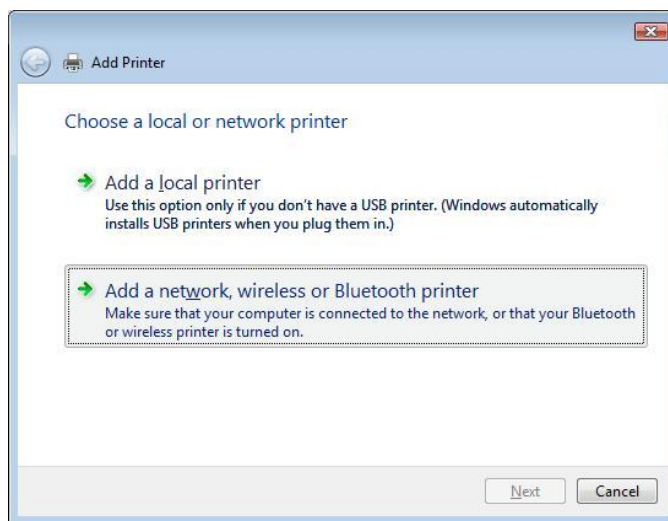 Add Printer
Choose a local or network printer
Add a local printer
Use this option only if you don't have a USB printer. (Windows automatically
installs USB printers when you plug them in.)
Add a network, wireless or Bluetooth printer
Make sure that your computer is connected to the network, or that your Bluetooth
or wireless printer is turned on.
Next
Cancel